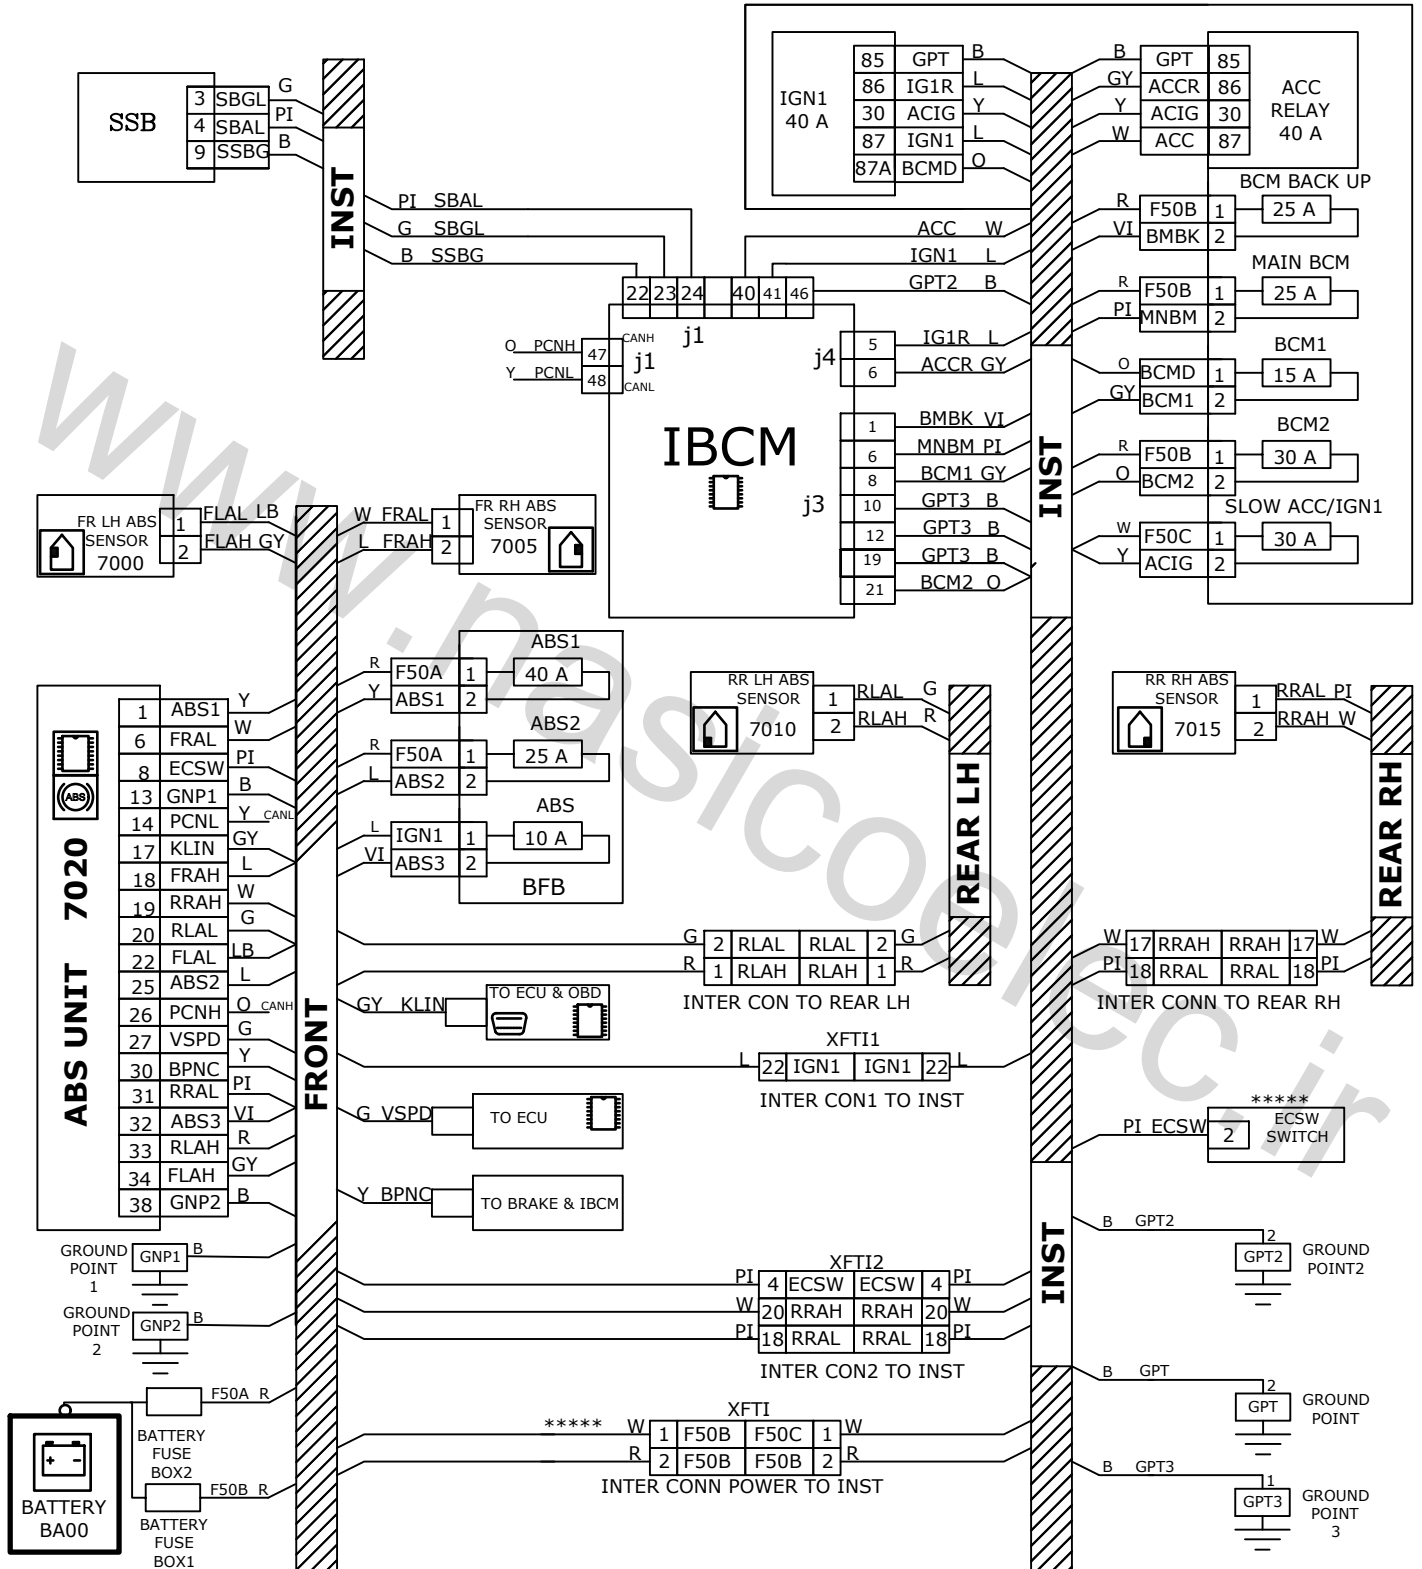 SSB
3 SBGL G
4 SBAL PI
9 SSBG B
INST
PI SBAL
G SBGL
B SSBG
IGN1
40 A
85 GPT B
86 IG1R L
30 ACIG Y
87 IGN1 L
87A BCMD O
B GPT 85
GY ACCR 86
Y ACIG 30
W ACC 87
ACC
RELAY
40 A
BCM BACK UP
R F50B 1 25 A
VI BMBK 2
MAIN BCM
R F50B 1 25 A
PI MNBM 2
BCM1
O BCMD 1 15 A
GY BCM1 2
BCM2
R F50B 1 30 A
O BCM2 2
SLOW ACC/IGN1
W F50C 1 30 A
Y ACIG 2
ACC W
IGN1 L
GPT2 B
22 23 24 40 41 46
j1
O PCNH 47 CANH
Y PCNL 48 CANL
j1
j4
5 IG1R L
6 ACCR GY
IBCM
j3
1 BMBK VI
6 MNBM PI
8 BCM1 GY
10 GPT3 B
12 GPT3 B
19 GPT3 B
21 BCM2 O
INST
FR LH ABS
SENSOR
7000
1 FLAL LB
2 FLAH GY
W FRAL 1
L FRAH 2
FR RH ABS
SENSOR
7005
ABS1
R F50A 1 40 A
Y ABS1 2
ABS2
R F50A 1 25 A
L ABS2 2
ABS
L IGN1 1 10 A
VI ABS3 2
BFB
RR LH ABS
SENSOR
7010
1 RLAL G
2 RLAH R
REAR LH
RR RH ABS
SENSOR
7015
1 RRAL PI
2 RRAH W
REAR RH
ABS UNIT 7020
ABS
1 ABS1 Y
6 FRAL W
8 ECSW PI
13 GNP1 B
14 PCNL Y CANL
17 KLIN GY
18 FRAH L
19 RRAH W
20 RLAL G
22 FLAL LB
25 ABS2 L
26 PCNH O CANH
27 VSPD G
30 BPNC Y
31 RRAL PI
32 ABS3 VI
33 RLAH R
34 FLAH GY
38 GNP2 B
FRONT
G 2 RLAL RLAL 2 G
R 1 RLAH RLAH 1 R
INTER CON TO REAR LH
W 17 RRAH RRAH 17 W
PI 18 RRAL RRAL 18 PI
INTER CONN TO REAR RH
GY KLIN
TO ECU & OBD
XFTI1
L 22 IGN1 IGN1 22 L
INTER CON1 TO INST
G VSPD
TO ECU
Y BPNC
TO BRAKE & IBCM
PI ECSW 2
*****
ECSW
SWITCH
INST
XFTI2
PI 4 ECSW ECSW 4 PI
W 20 RRAH RRAH 20 W
PI 18 RRAL RRAL 18 PI
INTER CON2 TO INST
XFTI
***** W 1 F50B F50C 1 W
R 2 F50B F50B 2 R
INTER CONN POWER TO INST
GROUND
POINT
1
GNP1 B
GROUND
POINT
2
GNP2 B
F50A R
BATTERY
FUSE
BOX2
F50B R
BATTERY
FUSE
BOX1
+ -
BATTERY
BA00
B GPT2
2
GPT2
GROUND
POINT2
B GPT
2
GPT
GROUND
POINT
B GPT3
1
GPT3
GROUND
POINT
3
www.nasicoelec.ir